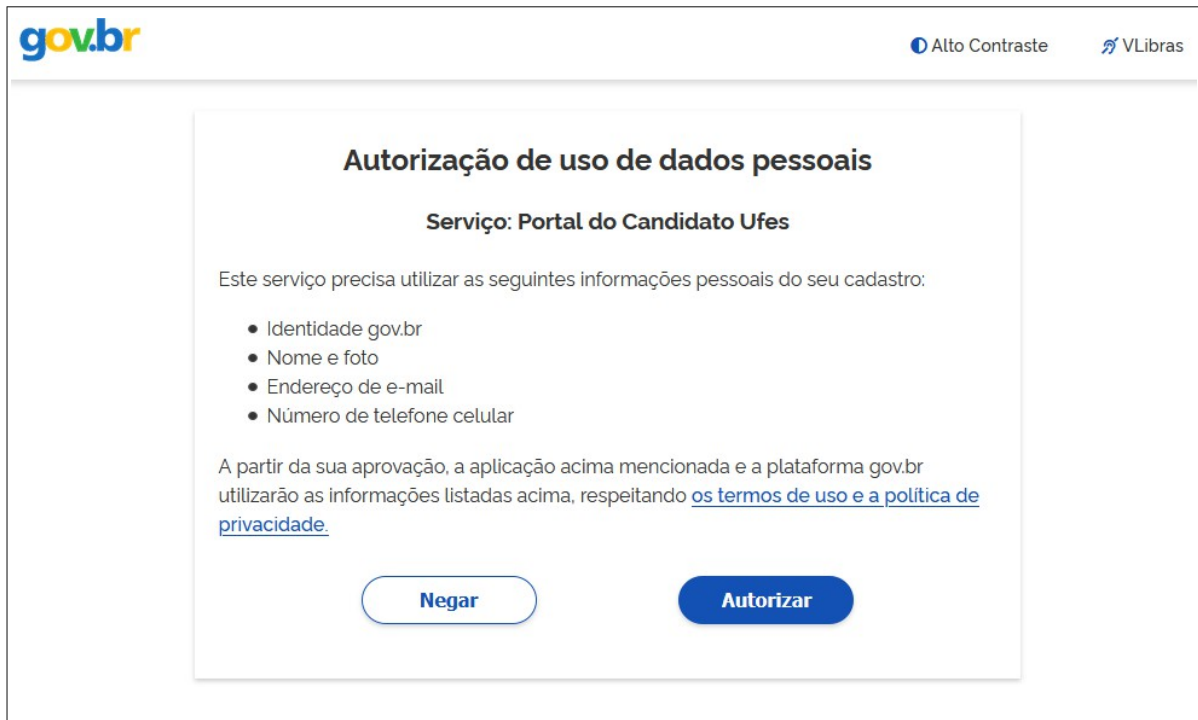 gov.br
Alto Contraste
VLibras
Autorização de uso de dados pessoais
Serviço: Portal do Candidato Ufes
Este serviço precisa utilizar as seguintes informações pessoais do seu cadastro:
• Identidade gov.br
• Nome e foto
• Endereço de e-mail
• Número de telefone celular
A partir da sua aprovação, a aplicação acima mencionada e a plataforma gov.br
utilizarão as informações listadas acima, respeitando os termos de uso e a política de
privacidade.
Negar
Autorizar